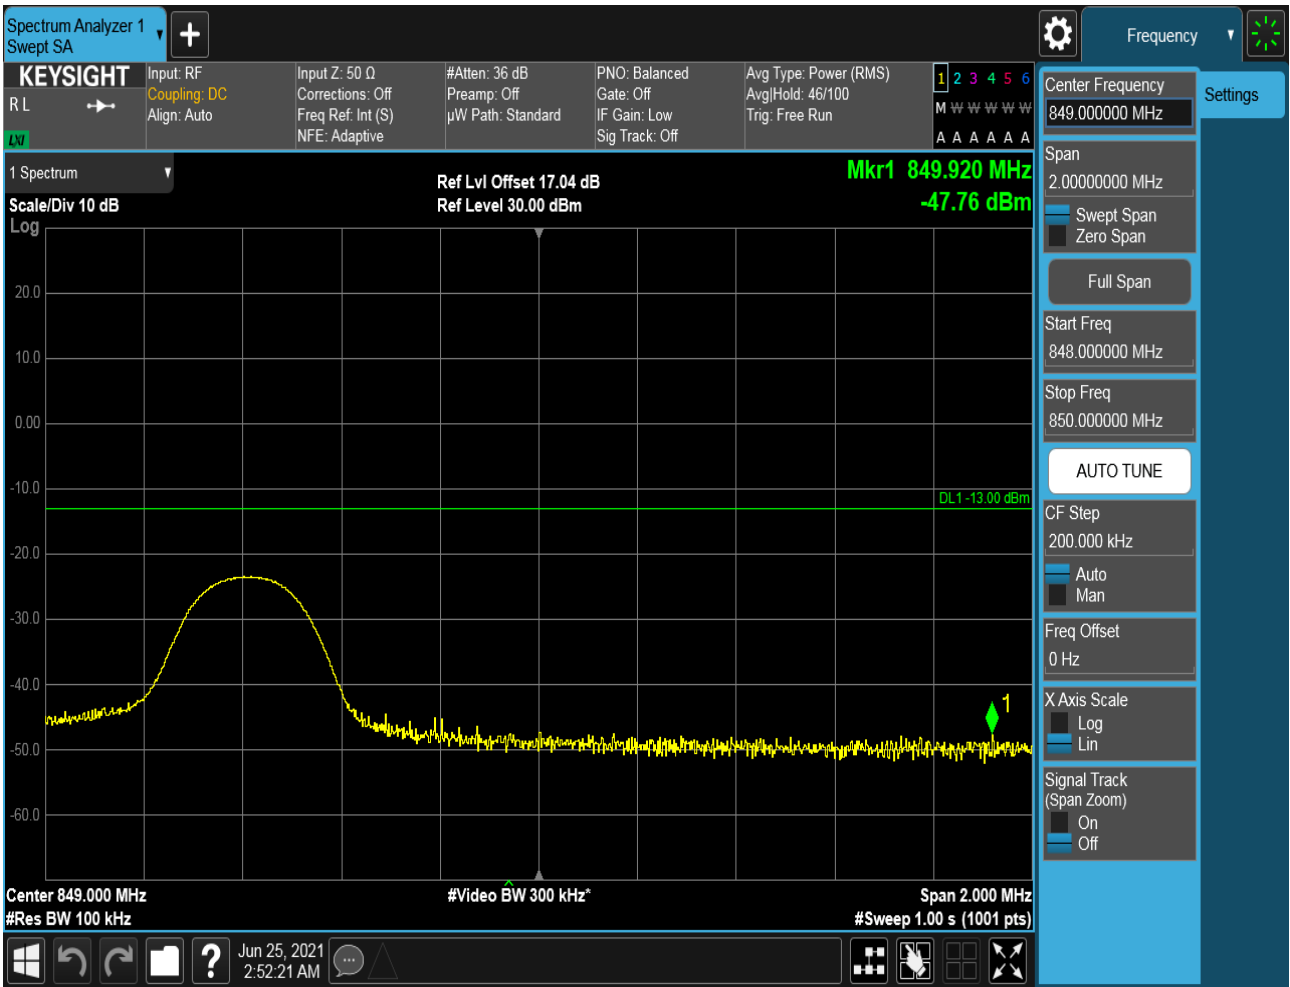 Spectrum Analyzer 1
Swept SA
Frequency
KEYSIGHT
R L
LXI
Input: RF
Coupling: DC
Align: Auto
Input Z: 50 Ω
Corrections: Off
Freq Ref: Int (S)
NFE: Adaptive
#Atten: 36 dB
Preamp: Off
µW Path: Standard
PNO: Balanced
Gate: Off
IF Gain: Low
Sig Track: Off
Avg Type: Power (RMS)
Avg|Hold: 46/100
Trig: Free Run
1 2 3 4 5 6
M W W W W W
A A A A A A
1 Spectrum
Scale/Div 10 dB
Log
Ref Lvl Offset 17.04 dB
Ref Level 30.00 dBm
Mkr1 849.920 MHz
-47.76 dBm
20.0
10.0
0.00
-10.0
DL1 -13.00 dBm
-20.0
-30.0
-40.0
1
-50.0
-60.0
Center 849.000 MHz
#Video BW 300 kHz*
Span 2.000 MHz
#Res BW 100 kHz
#Sweep 1.00 s (1001 pts)
Jun 25, 2021
2:52:21 AM
?
Center Frequency
849.000000 MHz
Settings
Span
2.00000000 MHz
Swept Span
Zero Span
Full Span
Start Freq
848.000000 MHz
Stop Freq
850.000000 MHz
AUTO TUNE
CF Step
200.000 kHz
Auto
Man
Freq Offset
0 Hz
X Axis Scale
Log
Lin
Signal Track
(Span Zoom)
On
Off